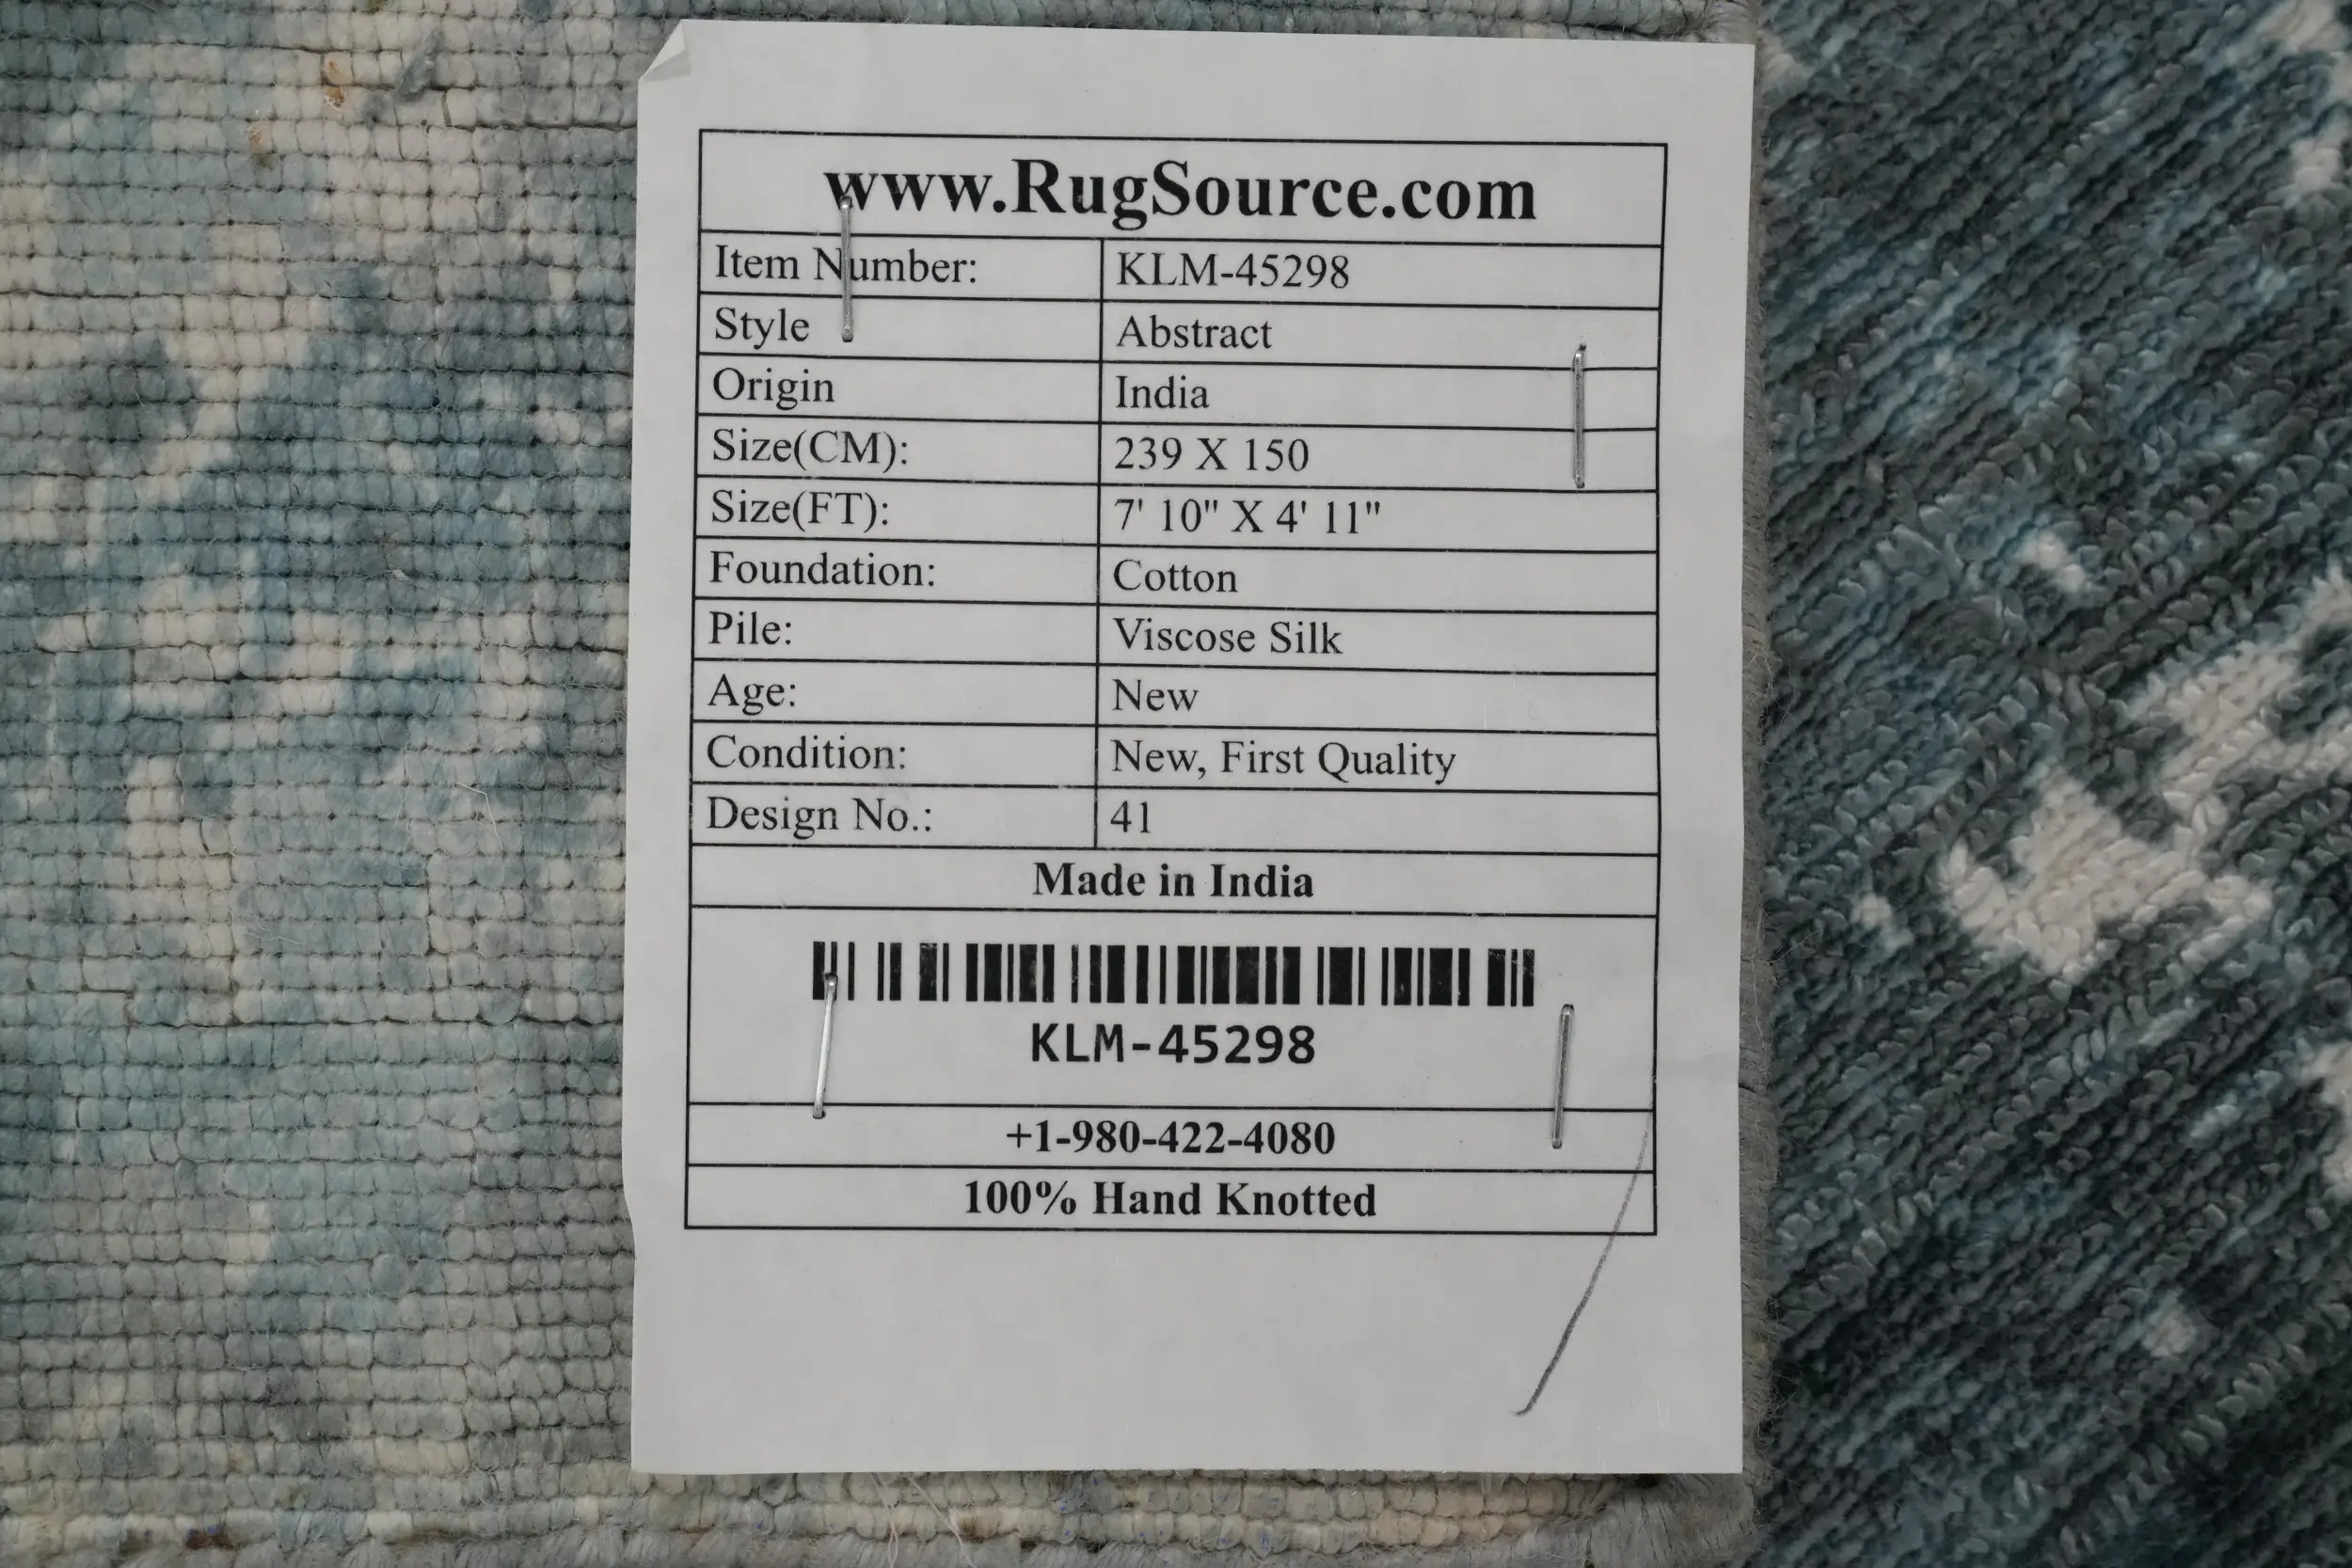 www.RugSource.com
Item Number: KLM-45298
Style Abstract
Origin India
Size(CM): 239 X 150
Size(FT): 7' 10" X 4' 11"
Foundation: Cotton
Pile: Viscose Silk
Age: New
Condition: New, First Quality
Design No.: 41
Made in India
KLM-45298
+1-980-422-4080
100% Hand Knotted